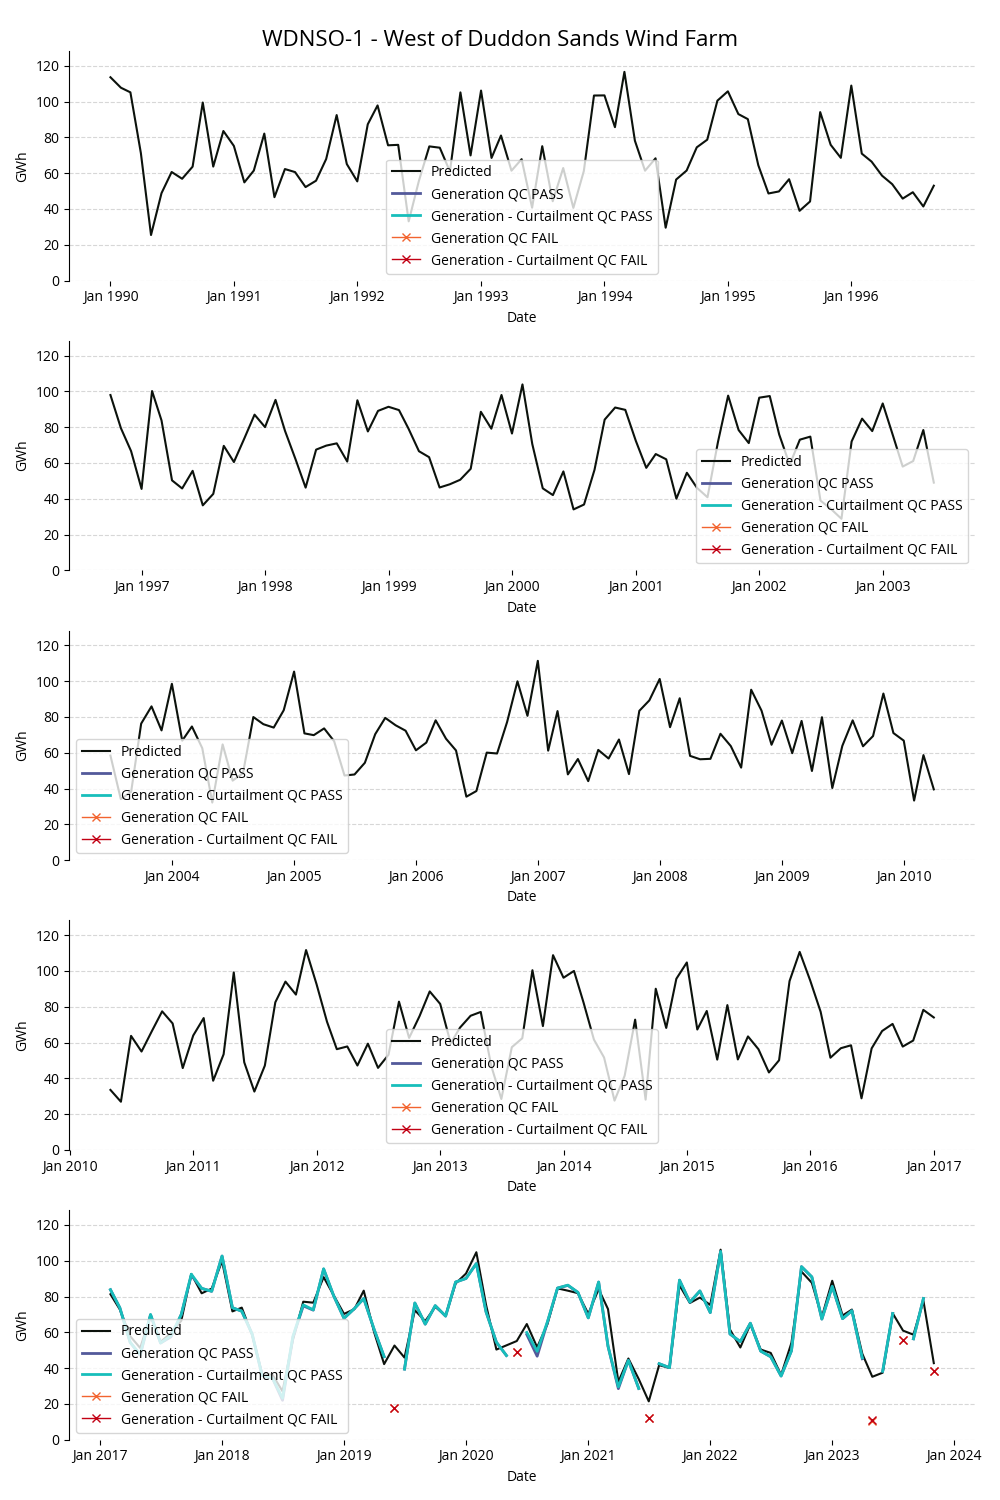 WDNSO-1 - West of Duddon Sands Wind Farm
120
100
80
60
40
20
0
GWh
Predicted
Generation QC PASS
Generation - Curtailment QC PASS
Generation QC FAIL
Generation - Curtailment QC FAIL
Jan 1990 Jan 1991 Jan 1992 Jan 1993 Jan 1994 Jan 1995 Jan 1996
Date
120
100
80
60
40
20
0
GWh
Predicted
Generation QC PASS
Generation - Curtailment QC PASS
Generation QC FAIL
Generation - Curtailment QC FAIL
Jan 1997 Jan 1998 Jan 1999 Jan 2000 Jan 2001 Jan 2002 Jan 2003
Date
120
100
80
60
40
20
0
GWh
Predicted
Generation QC PASS
Generation - Curtailment QC PASS
Generation QC FAIL
Generation - Curtailment QC FAIL
Jan 2004 Jan 2005 Jan 2006 Jan 2007 Jan 2008 Jan 2009 Jan 2010
Date
120
100
80
60
40
20
0
GWh
Predicted
Generation QC PASS
Generation - Curtailment QC PASS
Generation QC FAIL
Generation - Curtailment QC FAIL
Jan 2010 Jan 2011 Jan 2012 Jan 2013 Jan 2014 Jan 2015 Jan 2016 Jan 2017
Date
120
100
80
60
40
20
0
GWh
Predicted
Generation QC PASS
Generation - Curtailment QC PASS
Generation QC FAIL
Generation - Curtailment QC FAIL
Jan 2017 Jan 2018 Jan 2019 Jan 2020 Jan 2021 Jan 2022 Jan 2023 Jan 2024
Date